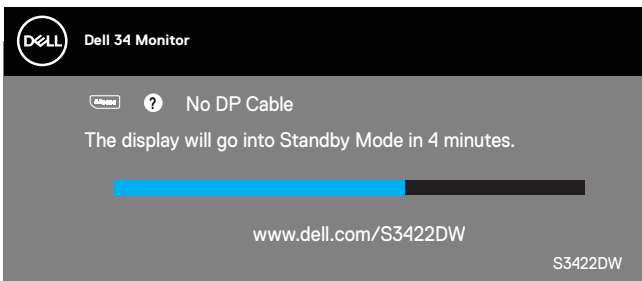 DELL
Dell 34 Monitor
? No DP Cable
The display will go into Standby Mode in 4 minutes.
www.dell.com/S3422DW
S3422DW